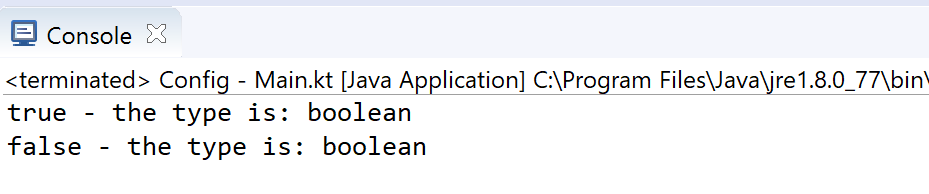 Console
<terminated> Config - Main.kt [Java Application] C:\Program Files\Java\jre1.8.0_77\bin\
true - the type is: boolean
false - the type is: boolean